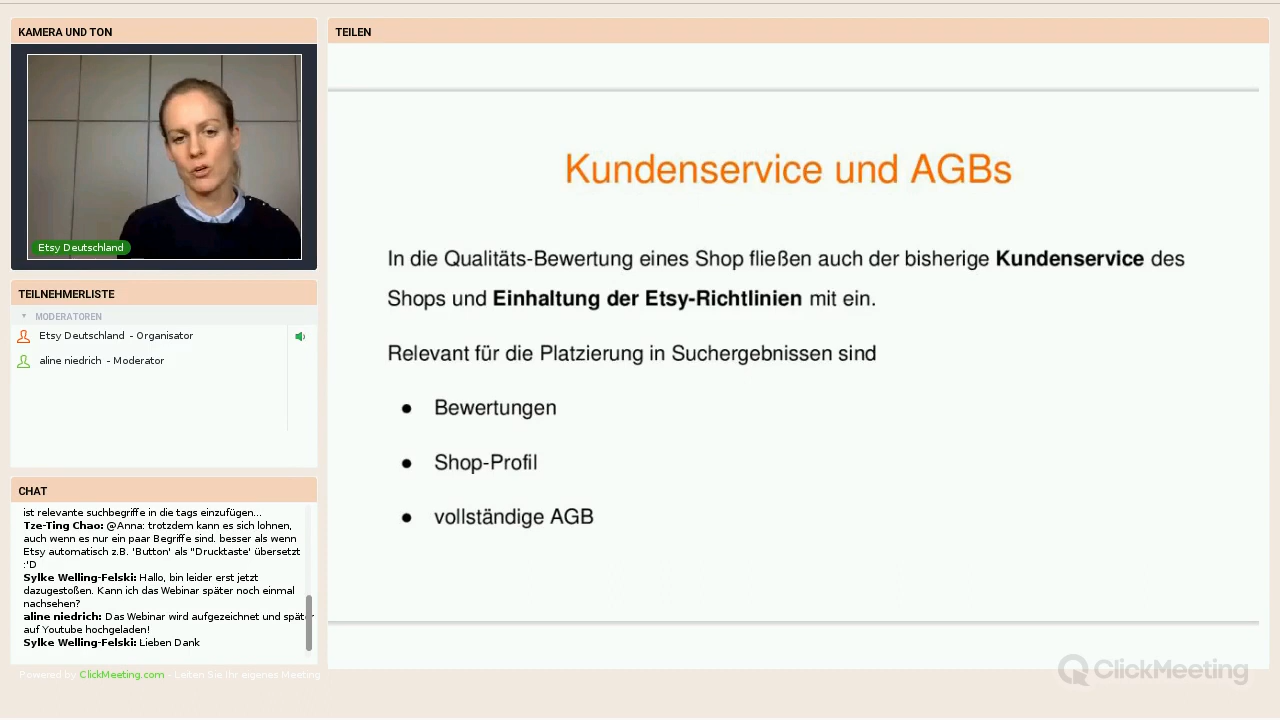 KAMERA UND TON
Etsy Deutschland
TEILNEHMERLISTE
MODERATOREN
Etsy Deutschland - Organisator
aline niedrich - Moderator
CHAT
ist relevante suchbegriffe in die tags einzufügen...
Tze-Ting Chao: @Anna: trotzdem kann es sich lohnen,
auch wenn es nur ein paar Begriffe sind. besser als wenn
Etsy automatisch z.B. 'Button' als "Drucktaste' übersetzt
:'D
Sylke Welling-Felski: Hallo, bin leider erst jetzt
dazugestoßen. Kann ich das Webinar später noch einmal
nachsehen?
aline niedrich: Das Webinar wird aufgezeichnet und später
auf Youtube hochgeladen!
Sylke Welling-Felski: Lieben Dank
Powered by ClickMeeting.com - Leiten Sie Ihr eigenes Meeting
TEILEN
Kundenservice und AGBs
In die Qualitäts-Bewertung eines Shop fließen auch der bisherige Kundenservice des
Shops und Einhaltung der Etsy-Richtlinien mit ein.
Relevant für die Platzierung in Suchergebnissen sind
● Bewertungen
● Shop-Profil
● vollständige AGB
ClickMeeting